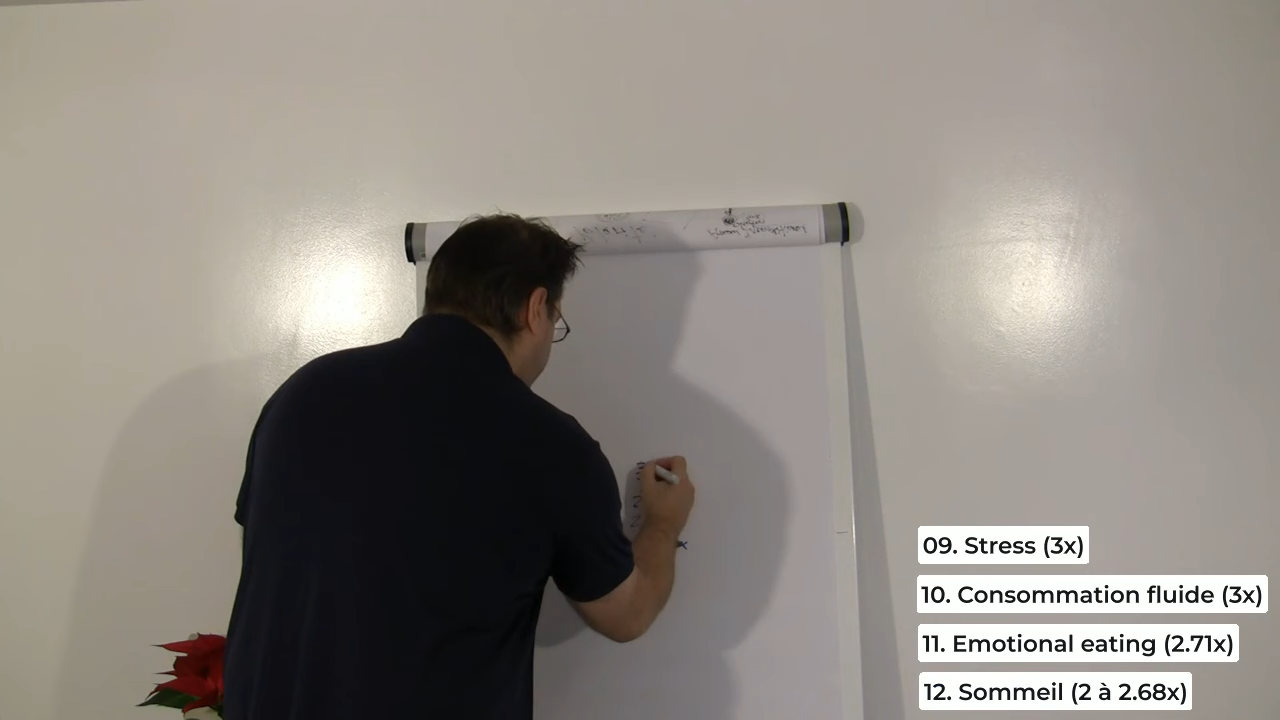 09. Stress (3x)
10. Consommation fluide (3x)
11. Emotional eating (2.71x)
12. Sommeil (2 à 2.68x)